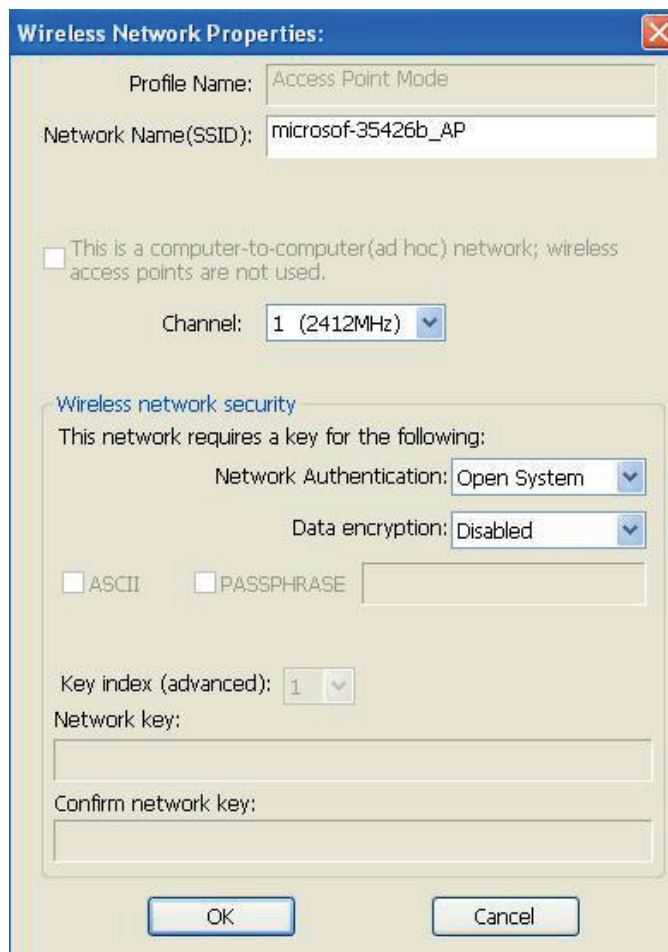 Wireless Network Properties:
Profile Name: Access Point Mode
Network Name(SSID): microsof-35426b_AP
This is a computer-to-computer(ad hoc) network; wireless
access points are not used.
Channel: 1 (2412MHz)
Wireless network security
This network requires a key for the following:
Network Authentication: Open System
Data encryption: Disabled
ASCII PASSPHRASE
Key index (advanced): 1
Network key:
Confirm network key:
OK Cancel